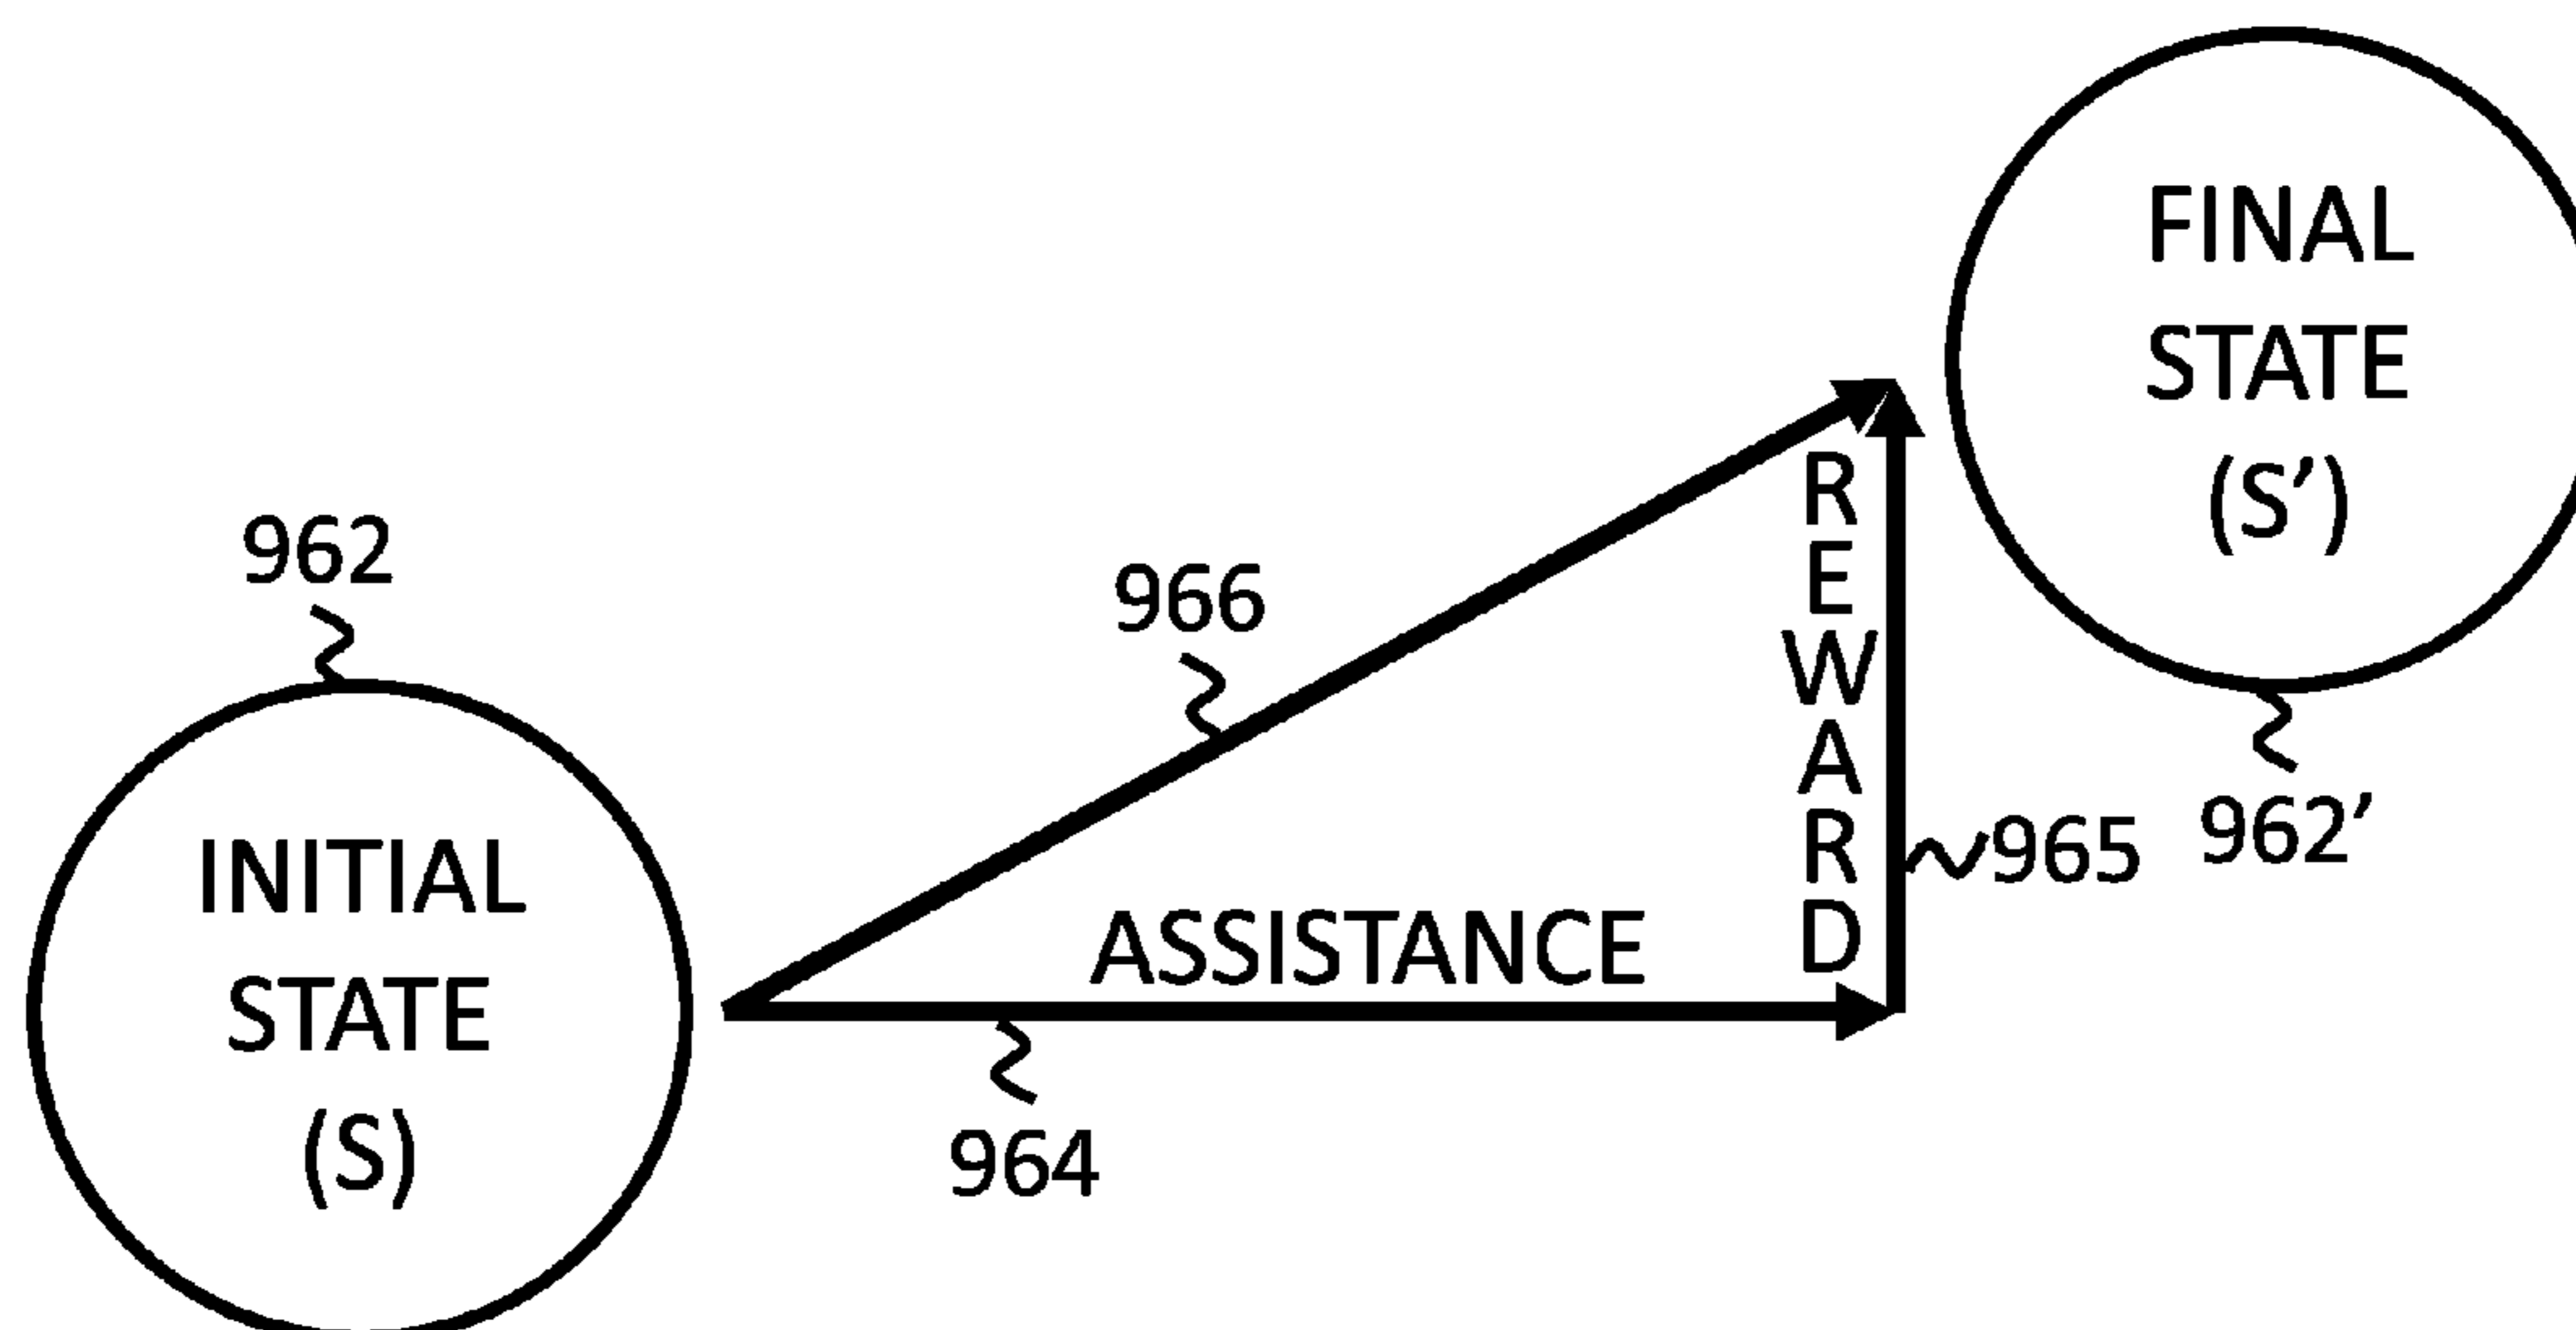 FINAL
STATE
(S’)
962’
962
966
REWARD
965
INITIAL
STATE
(S)
ASSISTANCE
964